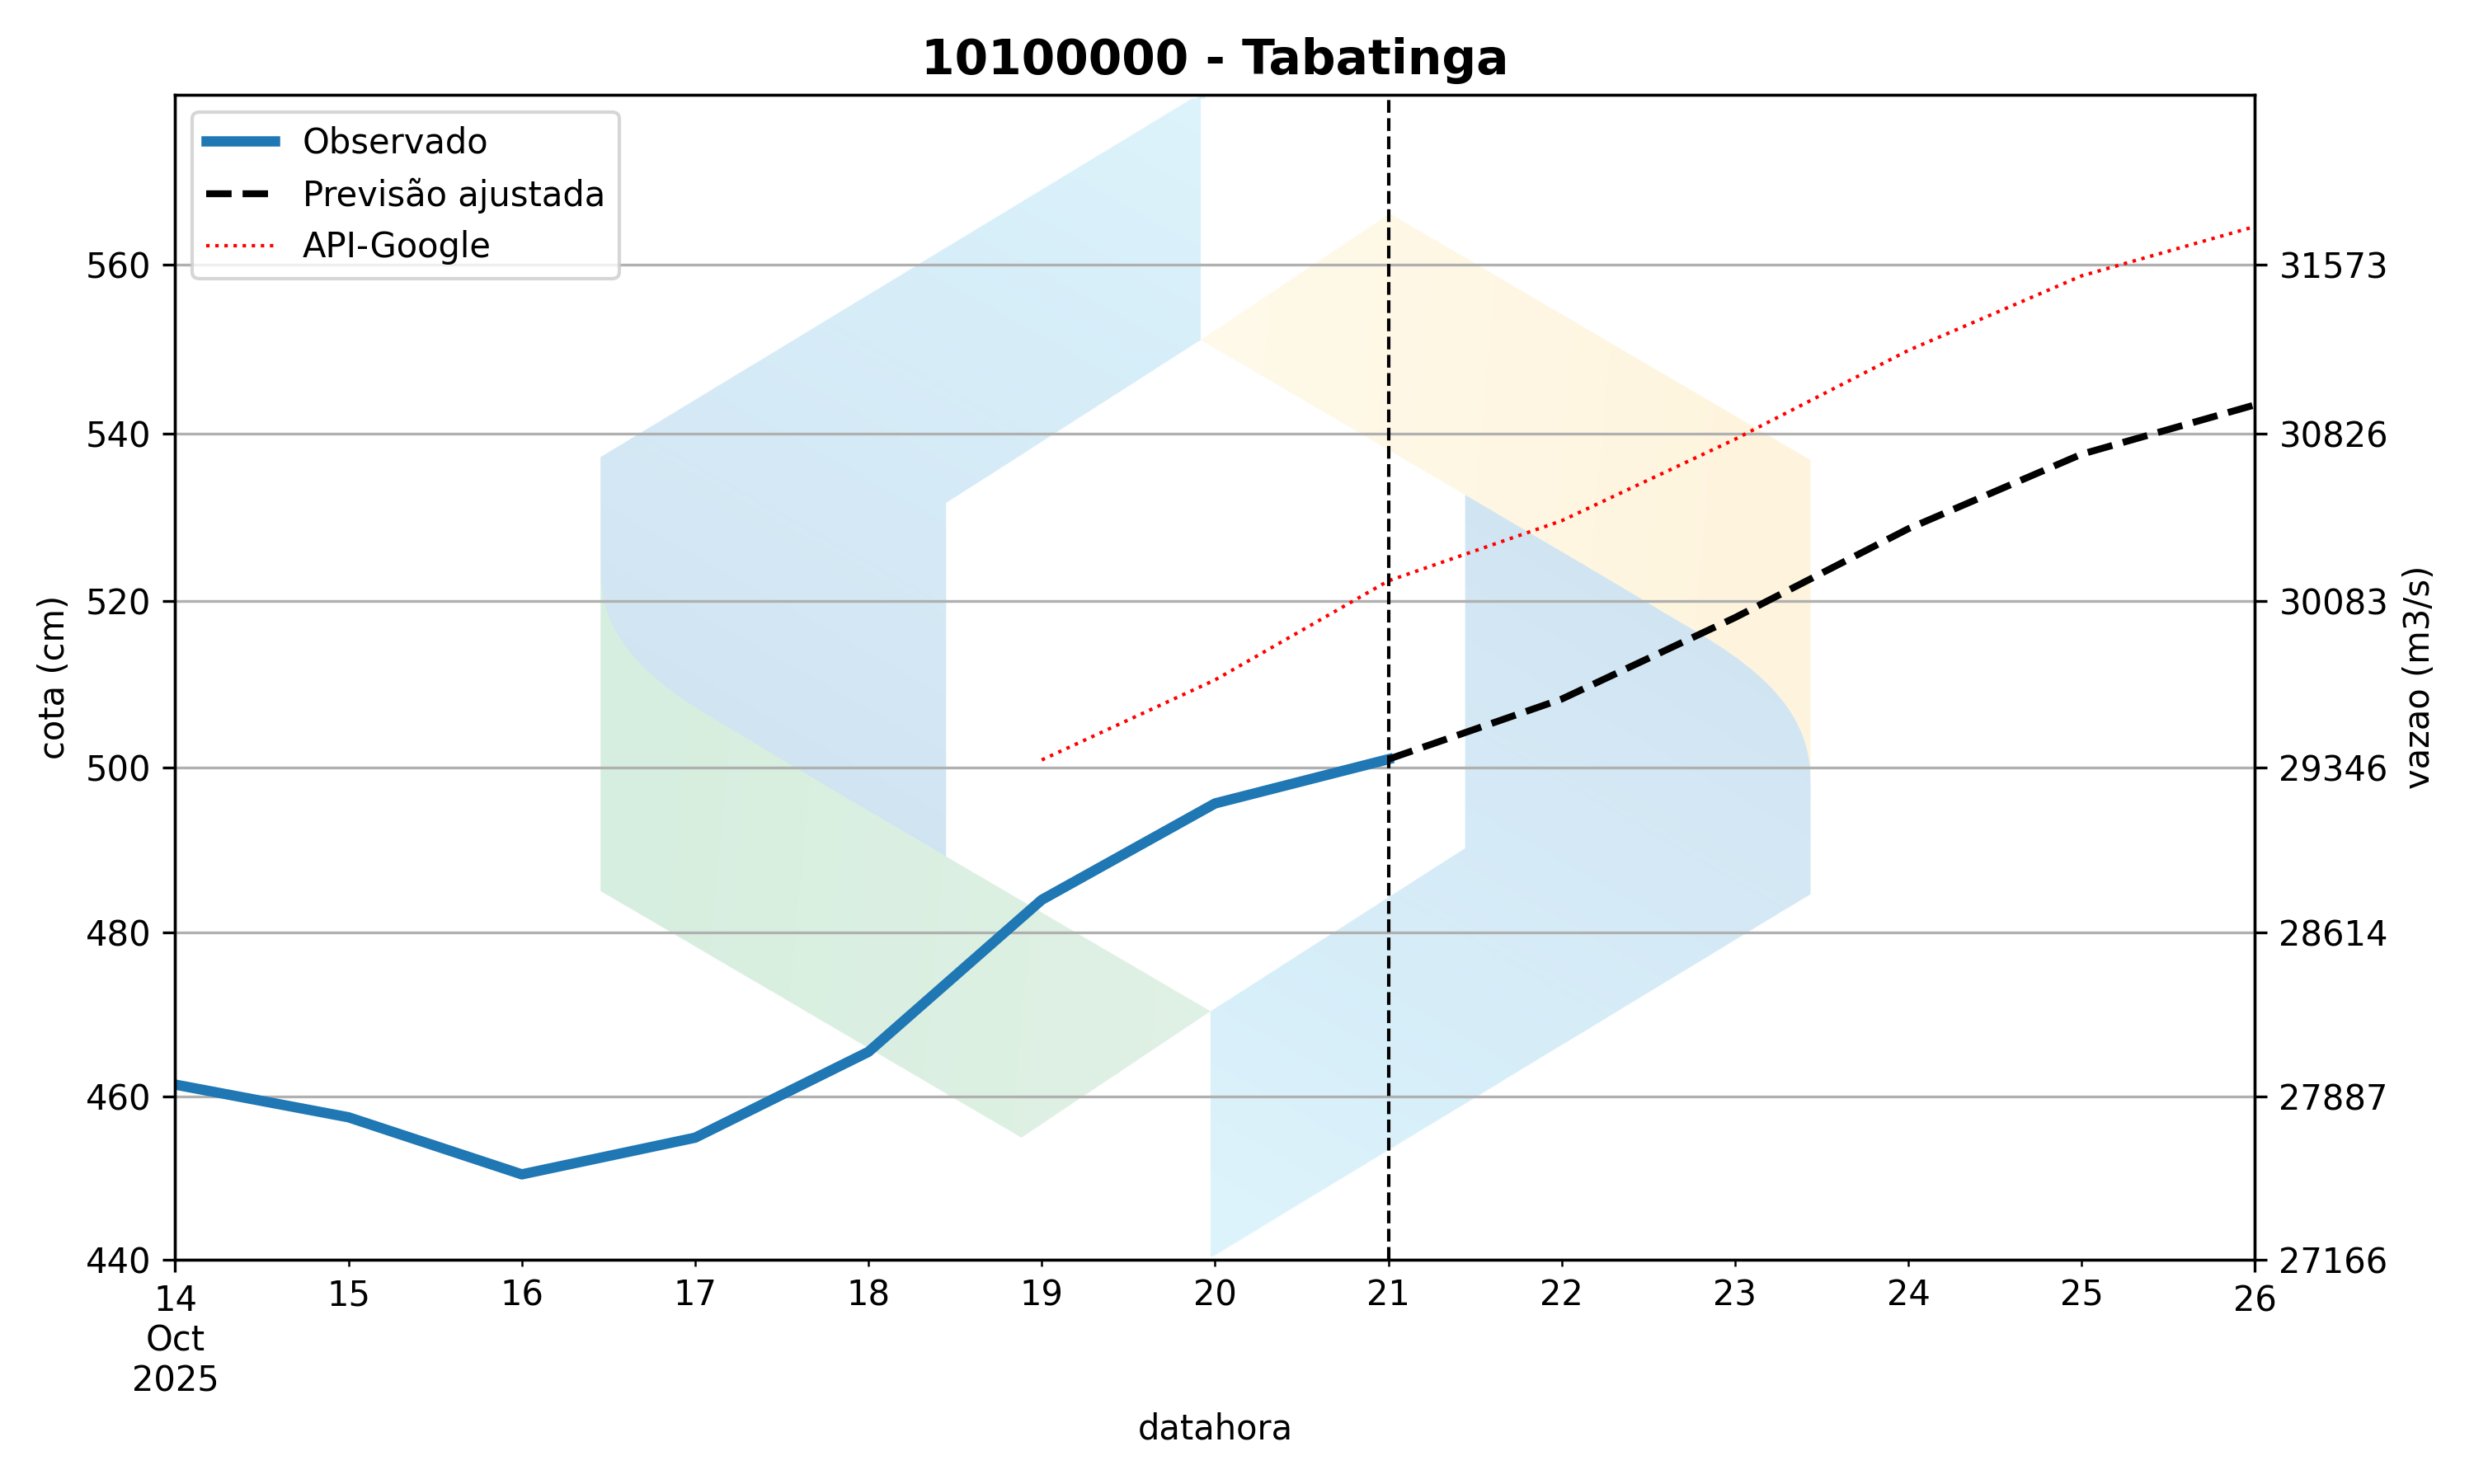 10100000 - Tabatinga
Observado
Previsão ajustada
API-Google
560
540
520
500
480
460
440
cota (cm)
31573
30826
30083
29346
28614
27887
27166
vazao (m3/s)
14 15 16 17 18 19 20 21 22 23 24 25 26
Oct
2025
datahora